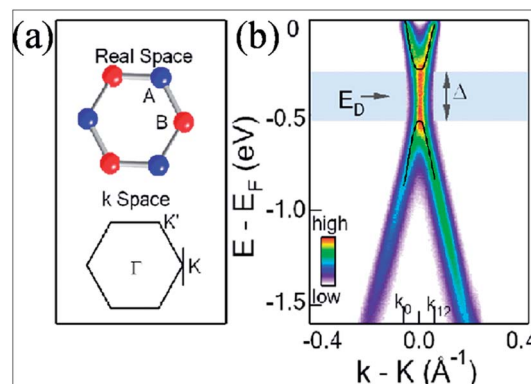 (a)
Real Space
A
B
k Space
K'
Γ
K
(b)
E - E_F (eV)
-0.5
-1.0
-1.5
E_D
Δ
high
low
k_0
k_12
-0.4
0.0
0.4
k - K (Å⁻¹)